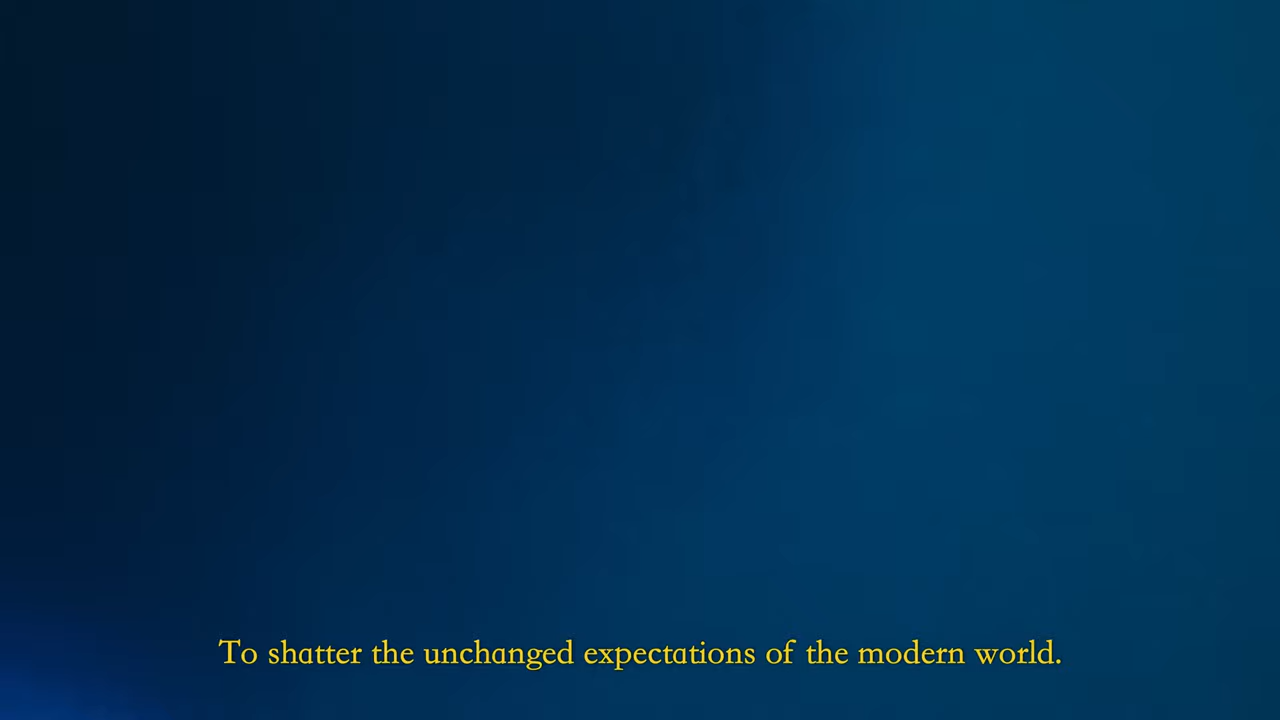 To shatter the unchanged expectations of the modern world.